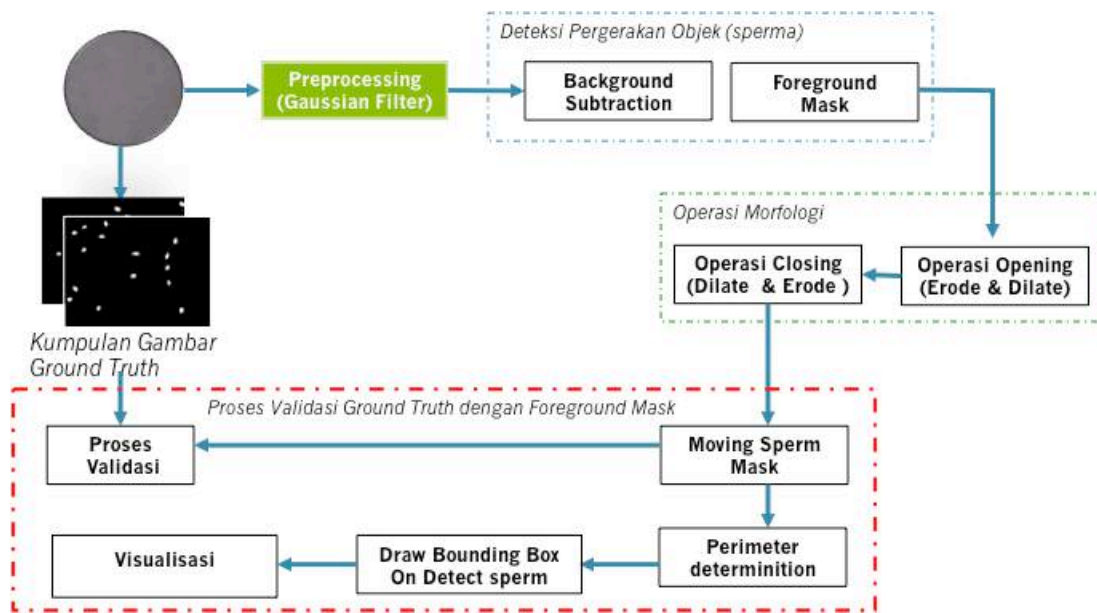 Deteksi Pergerakan Objek (sperma)
Preprocessing
(Gaussian Filter)
Background
Subtraction
Foreground
Mask
Operasi Morfologi
Operasi Closing
(Dilate & Erode )
Operasi Opening
(Erode & Dilate)
Kumpulan Gambar
Ground Truth
Proses Validasi Ground Truth dengan Foreground Mask
Proses
Validasi
Moving Sperm
Mask
Visualisasi
Draw Bounding Box
On Detect sperm
Perimeter
determinition